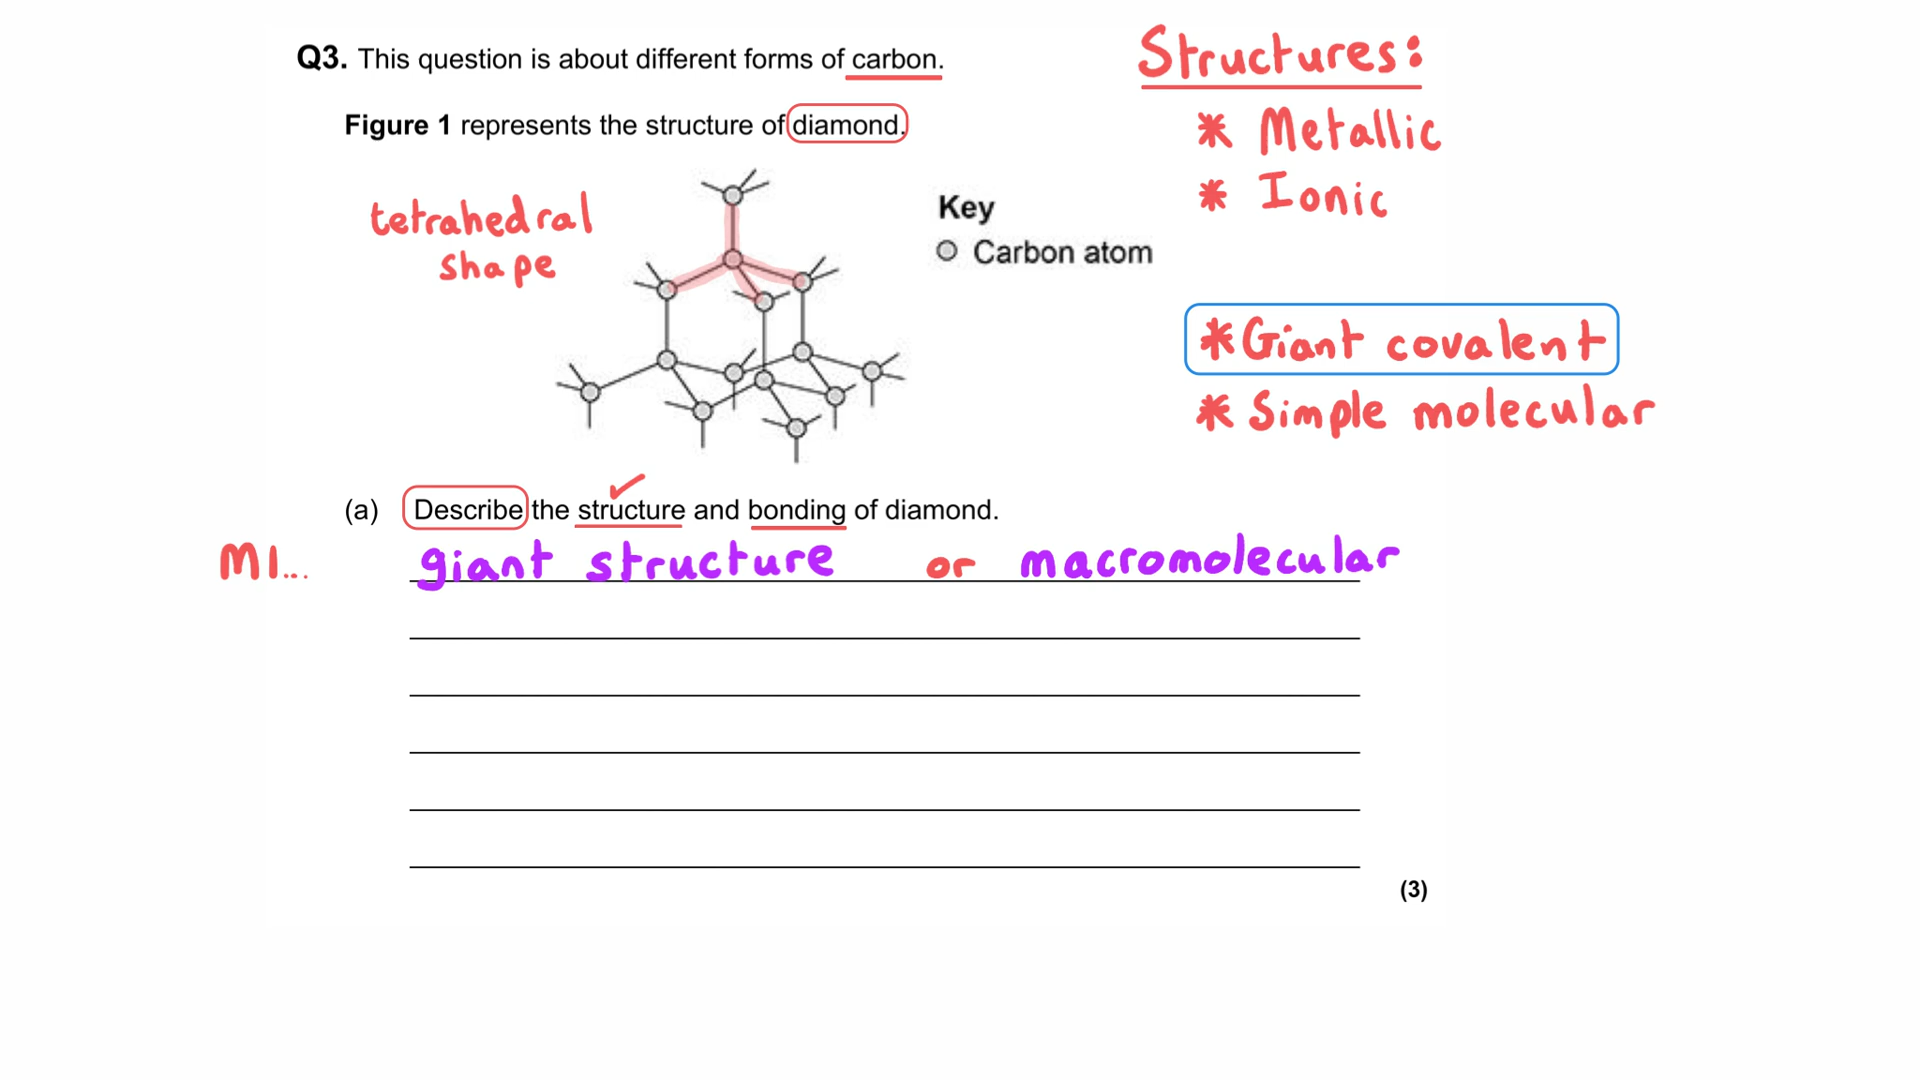 Q3. This question is about different forms of carbon.
Structures:
Figure 1 represents the structure of diamond.
* Metallic
* Ionic
tetrahedral
shape
Key
Carbon atom
*Giant covalent
* Simple molecular
(a) Describe the structure and bonding of diamond.
M1... giant structure or macromolecular
(3)